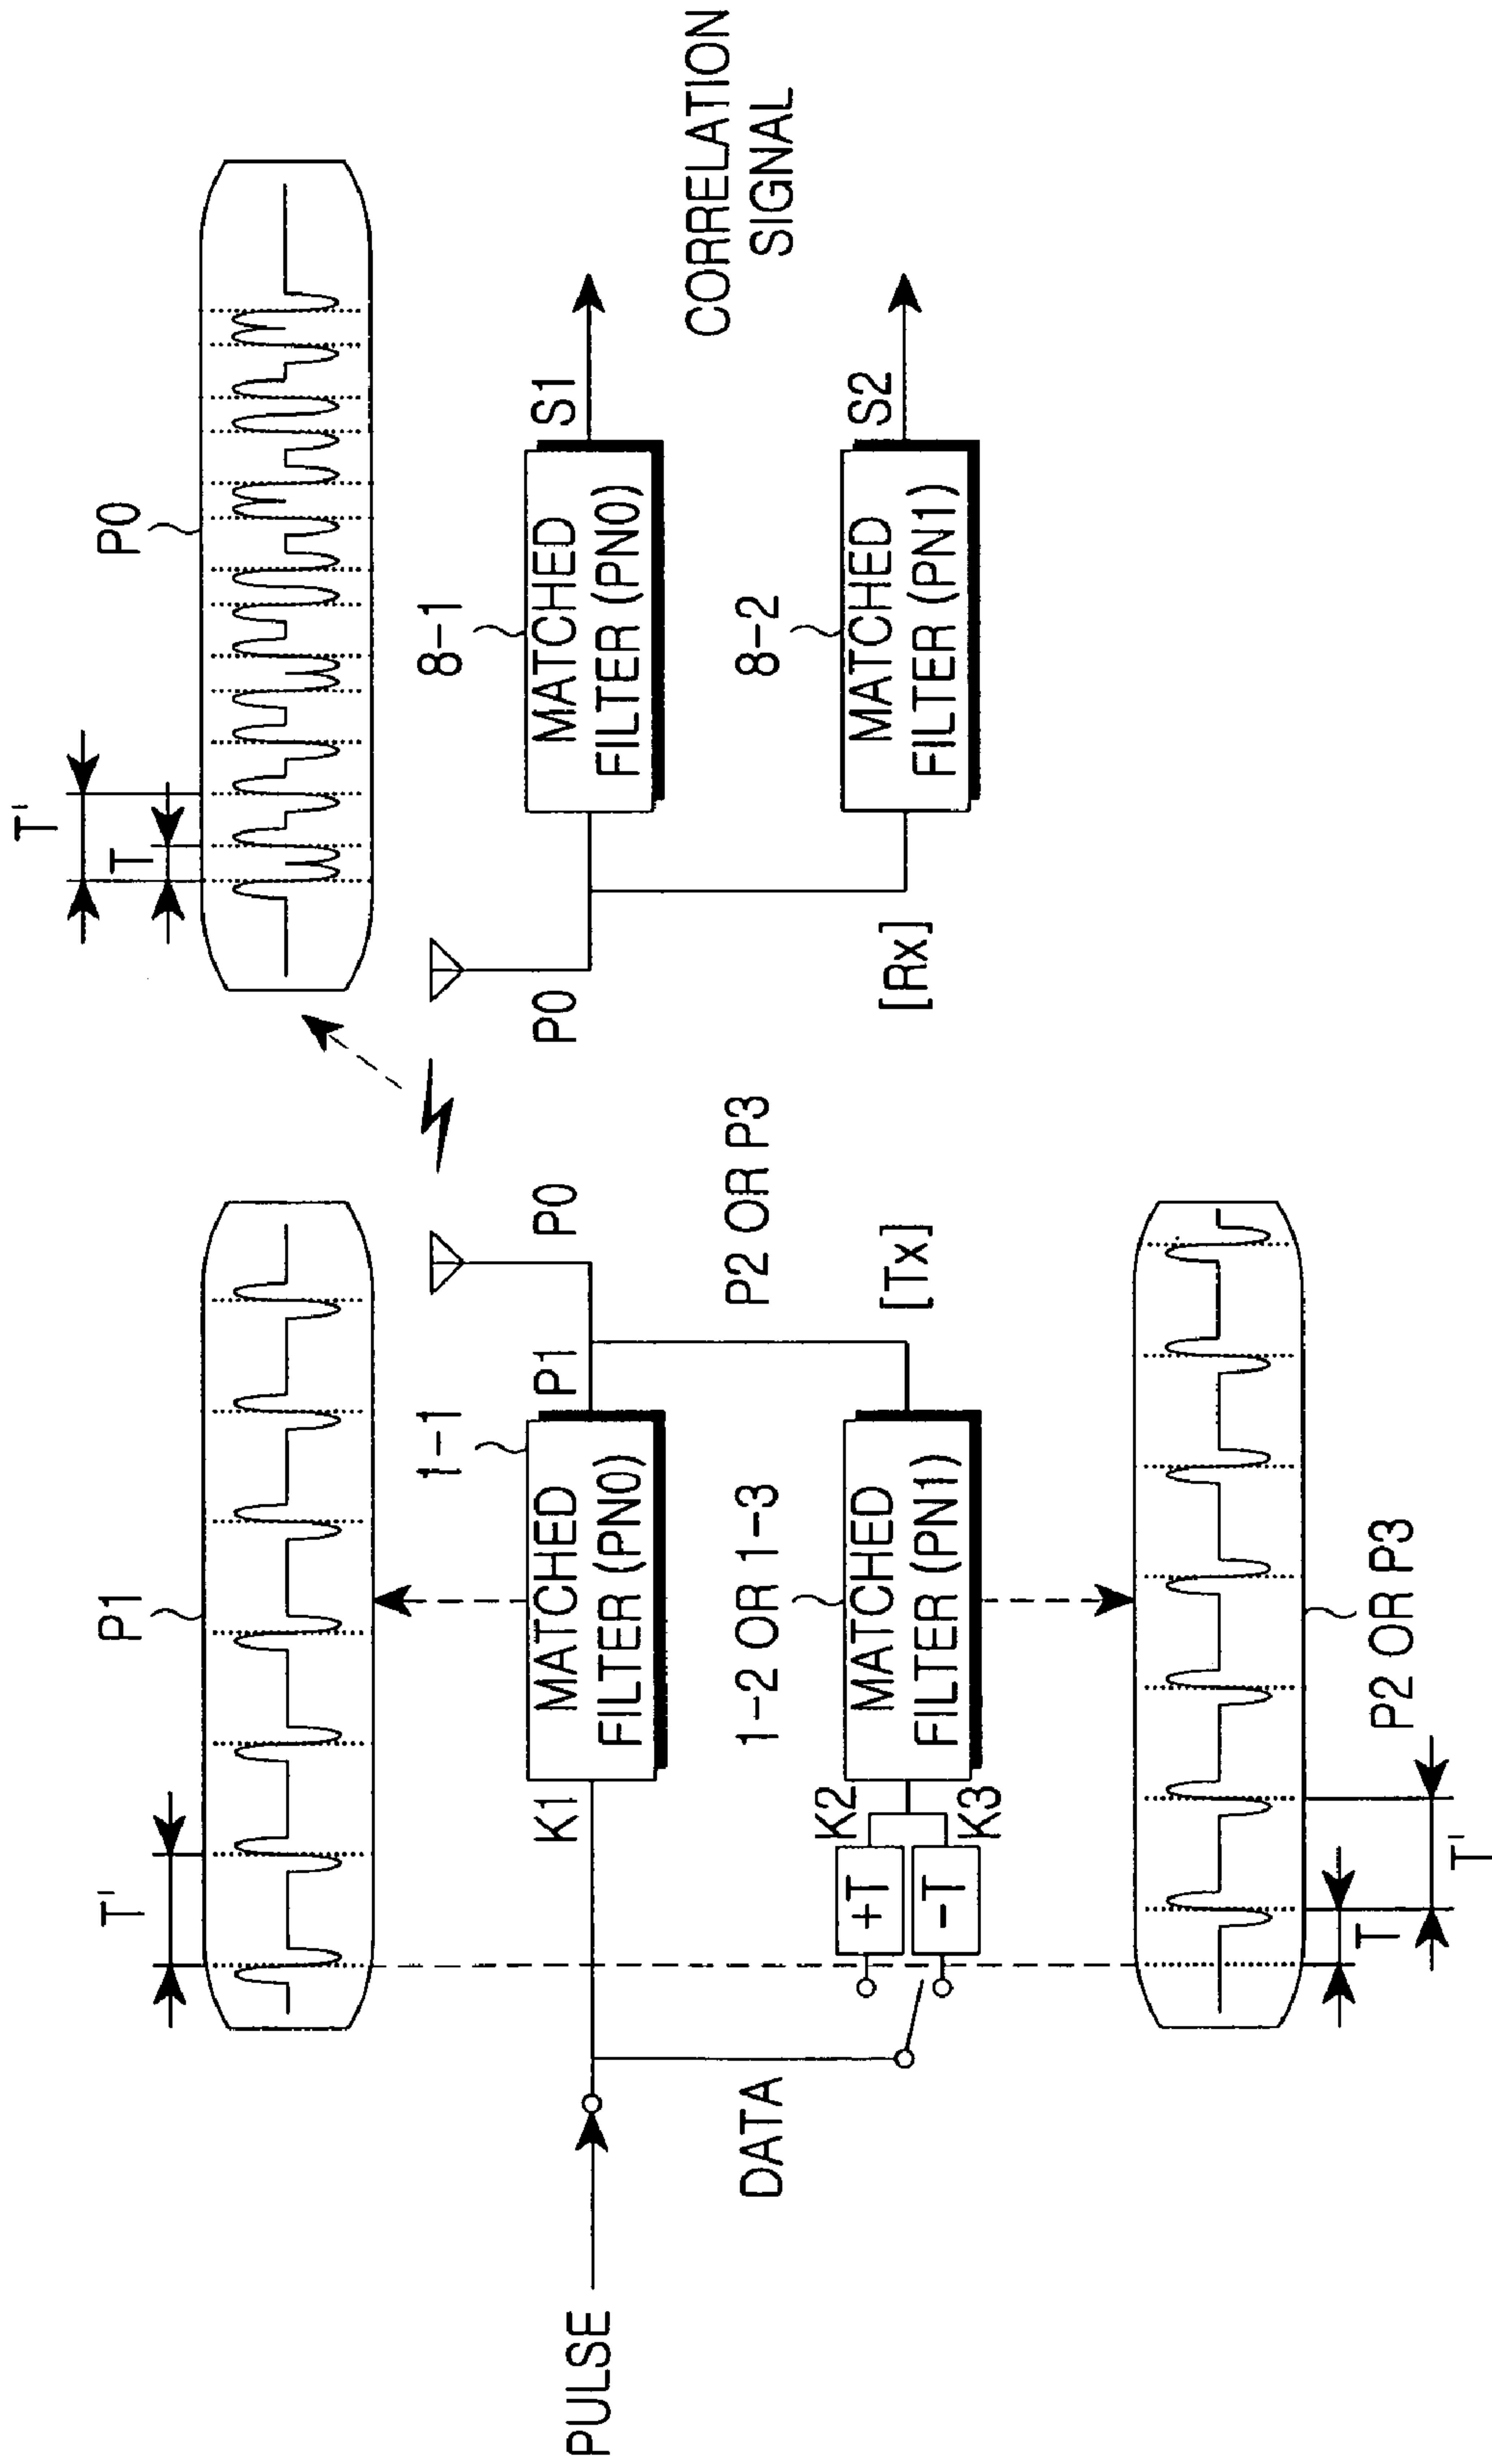 PULSE
DATA
T'
P1
K1
MATCHED
FILTER (PN0)
1-1
P1
P0
K2
+T
-T
K3
1-2 OR 1-3
MATCHED
FILTER (PN1)
P2 OR P3
[Tx]
T
T'
P2 OR P3
T'
T
P0
P0
[Rx]
8-1
MATCHED
FILTER (PN0)
S1
8-2
MATCHED
FILTER (PN1)
S2
CORRELATION
SIGNAL